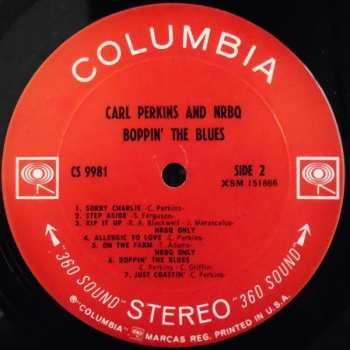 COLUMBIA
CARL PERKINS AND NRBQ
BOPPIN' THE BLUES
CS 9981
SIDE 2
XSM 151866
1. SORRY CHARLIE -C. Perkins-
2. STEP ASIDE -S. Ferguson-
3. RIP IT UP -R. A. Blackwell - J. Marascalco-
NRBQ ONLY
4. ALLERGIC TO LOVE -C. Perkins-
5. ON THE FARM -T. Adams-
NRBQ ONLY
6. BOPPIN' THE BLUES
-C. Perkins - C. Griffin-
7. JUST COASTIN' -C. Perkins-
"360 SOUND" STEREO "360 SOUND"
® "COLUMBIA" MARCAS REG. PRINTED IN U.S.A.